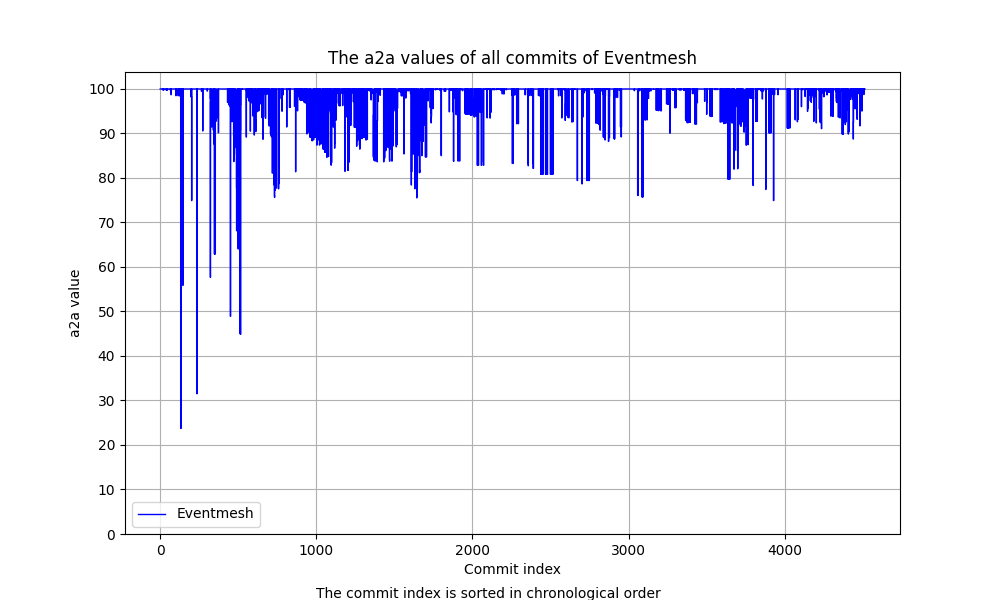 The a2a values of all commits of Eventmesh
100
90
80
70
60
50
40
30
20
10
0
a2a value
Eventmesh
0 1000 2000 3000 4000
Commit index
The commit index is sorted in chronological order